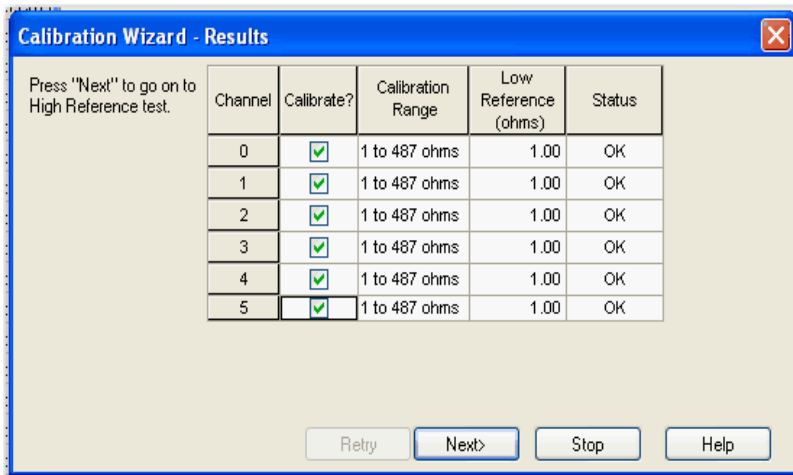 Calibration Wizard - Results
Press "Next" to go on to
High Reference test.
Channel Calibrate? Calibration Range Low Reference (ohms) Status
0 1 to 487 ohms 1.00 OK
1 1 to 487 ohms 1.00 OK
2 1 to 487 ohms 1.00 OK
3 1 to 487 ohms 1.00 OK
4 1 to 487 ohms 1.00 OK
5 1 to 487 ohms 1.00 OK
Retry Next> Stop Help